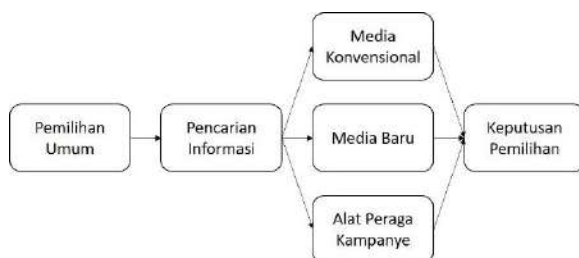 Pemilihan
Umum
Pencarian
Informasi
Media
Konvensional
Media Baru
Alat Peraga
Kampanye
Keputusan
Pemilihan